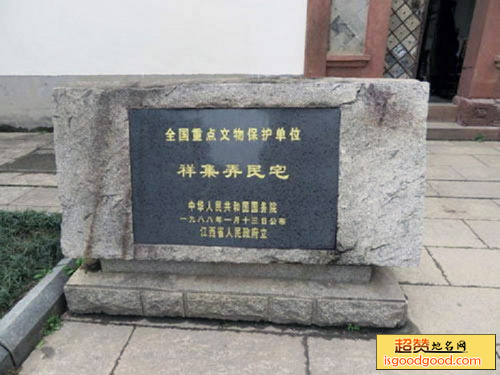 全国重点文物保护单位
祥集弄民宅
中华人民共和国国务院
一九八八年一月十三日公布
江西省人民政府立
超赞地名网
isgoodgood.com